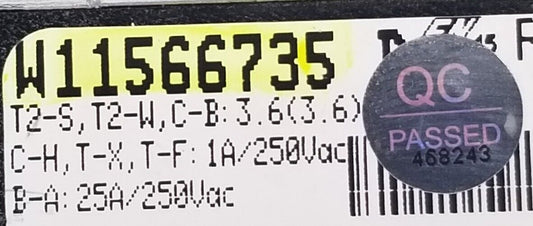 W11566735
T2-S,T2-W,C-B:3.6(3.6)
C-H,T-X,T-F:1A/250Vac
B-A:25A/250Vac
QC
PASSED
468243